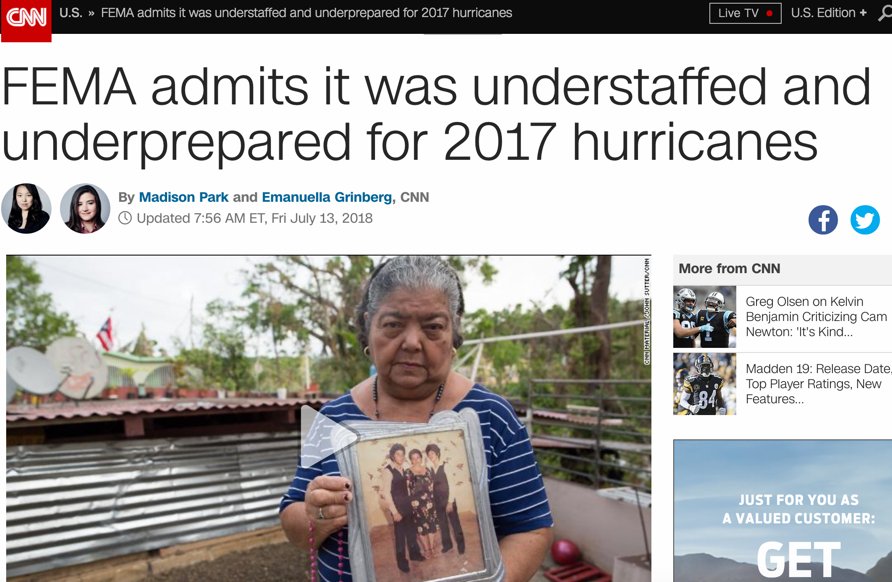 CNN
U.S. » FEMA admits it was understaffed and underprepared for 2017 hurricanes
Live TV
U.S. Edition +
FEMA admits it was understaffed and
underprepared for 2017 hurricanes
By Madison Park and Emanuella Grinberg, CNN
Updated 7:56 AM ET, Fri July 13, 2018
CNN MATERIAL/JOHN SUTTER/CNN
More from CNN
Greg Olsen on Kelvin
Benjamin Criticizing Cam
Newton: 'It's Kind...
Madden 19: Release Date,
Top Player Ratings, New
Features...
84
JUST FOR YOU AS
A VALUED CUSTOMER:
GET